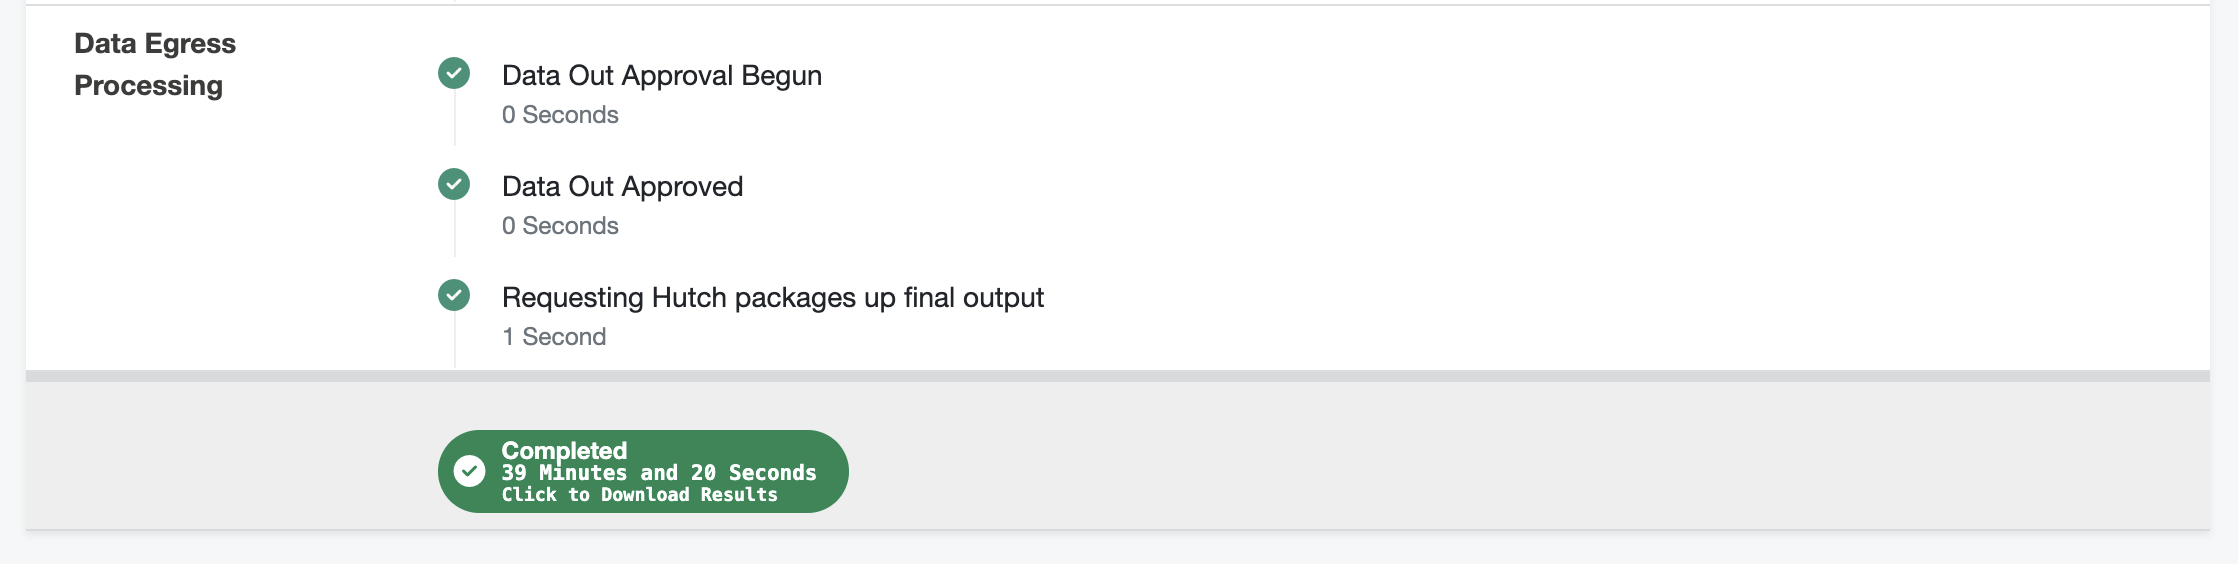 Data Egress
Processing
Data Out Approval Begun
0 Seconds
Data Out Approved
0 Seconds
Requesting Hutch packages up final output
1 Second
Completed
39 Minutes and 20 Seconds
Click to Download Results